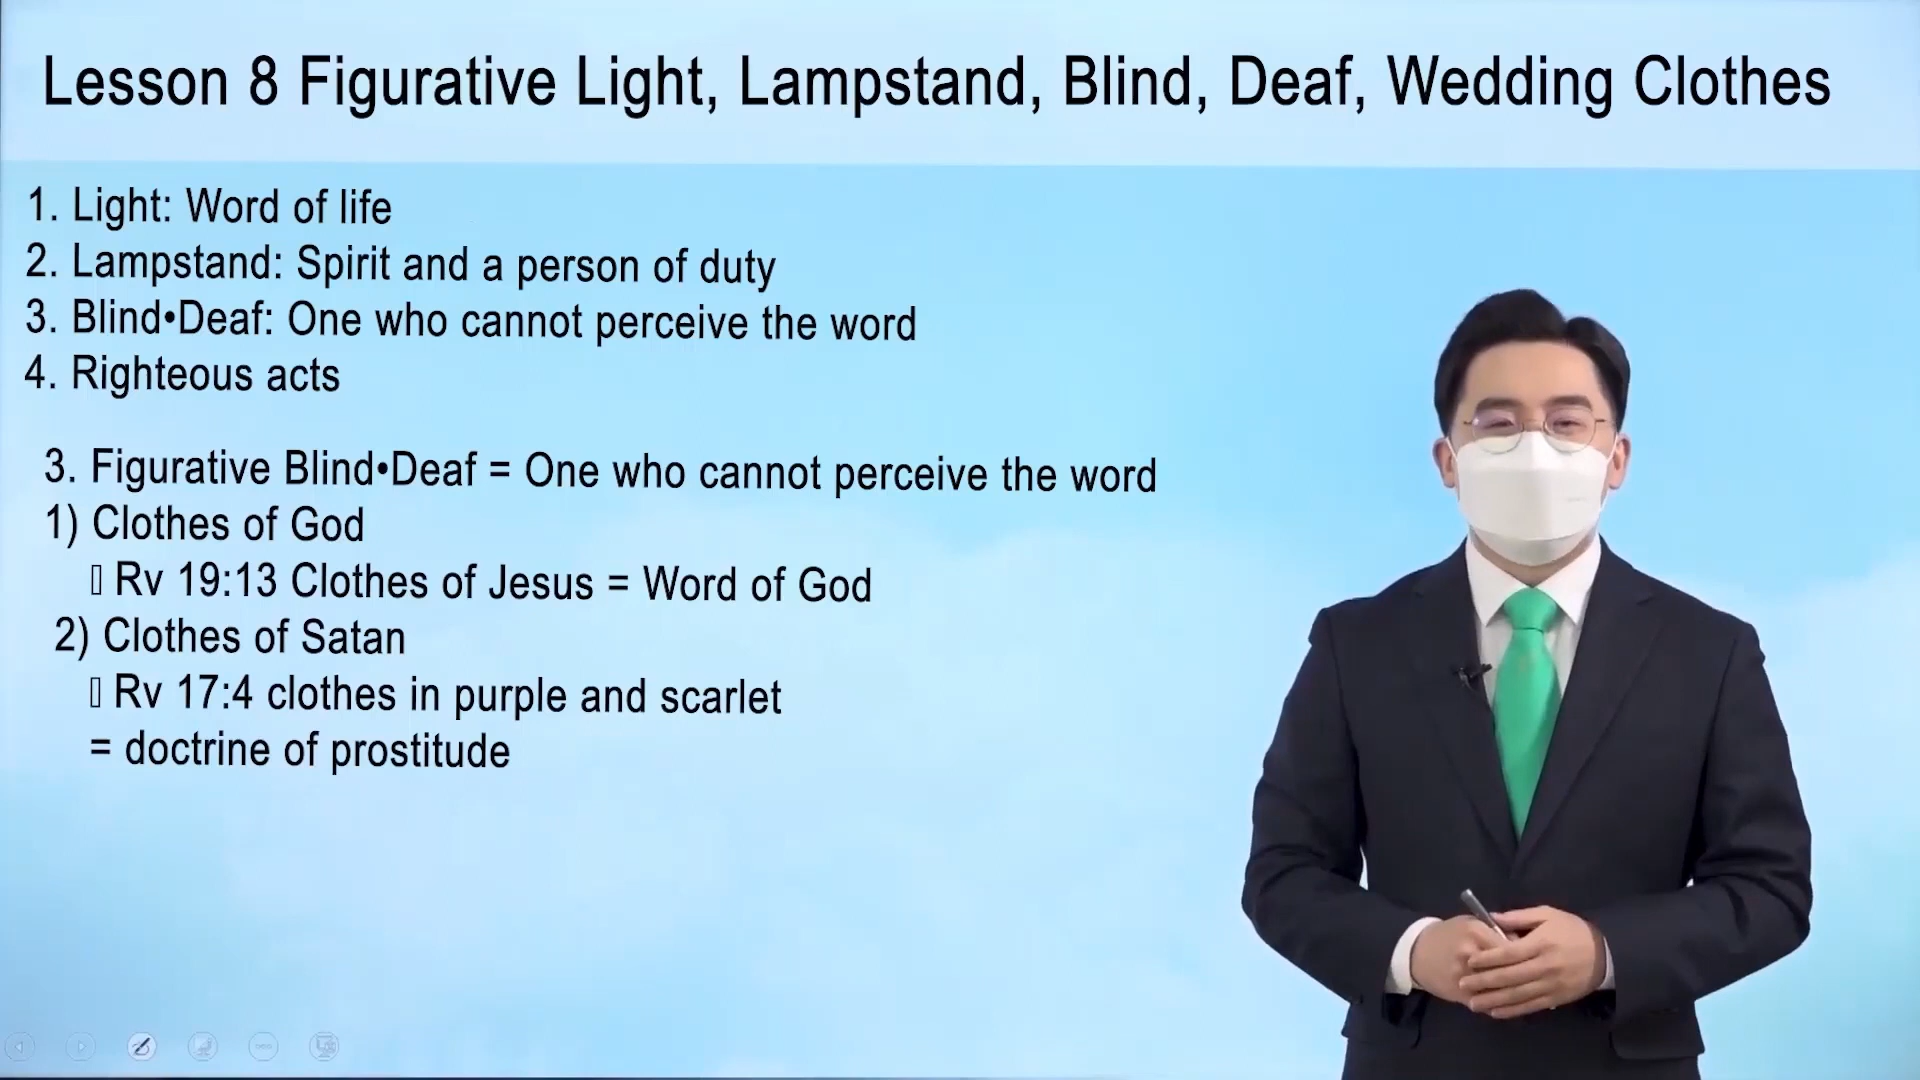 Lesson 8 Figurative Light, Lampstand, Blind, Deaf, Wedding Clothes
1. Light: Word of life
2. Lampstand: Spirit and a person of duty
3. Blind•Deaf: One who cannot perceive the word
4. Righteous acts
3. Figurative Blind•Deaf = One who cannot perceive the word
1) Clothes of God
Rv 19:13 Clothes of Jesus = Word of God
2) Clothes of Satan
Rv 17:4 clothes in purple and scarlet
= doctrine of prostitude